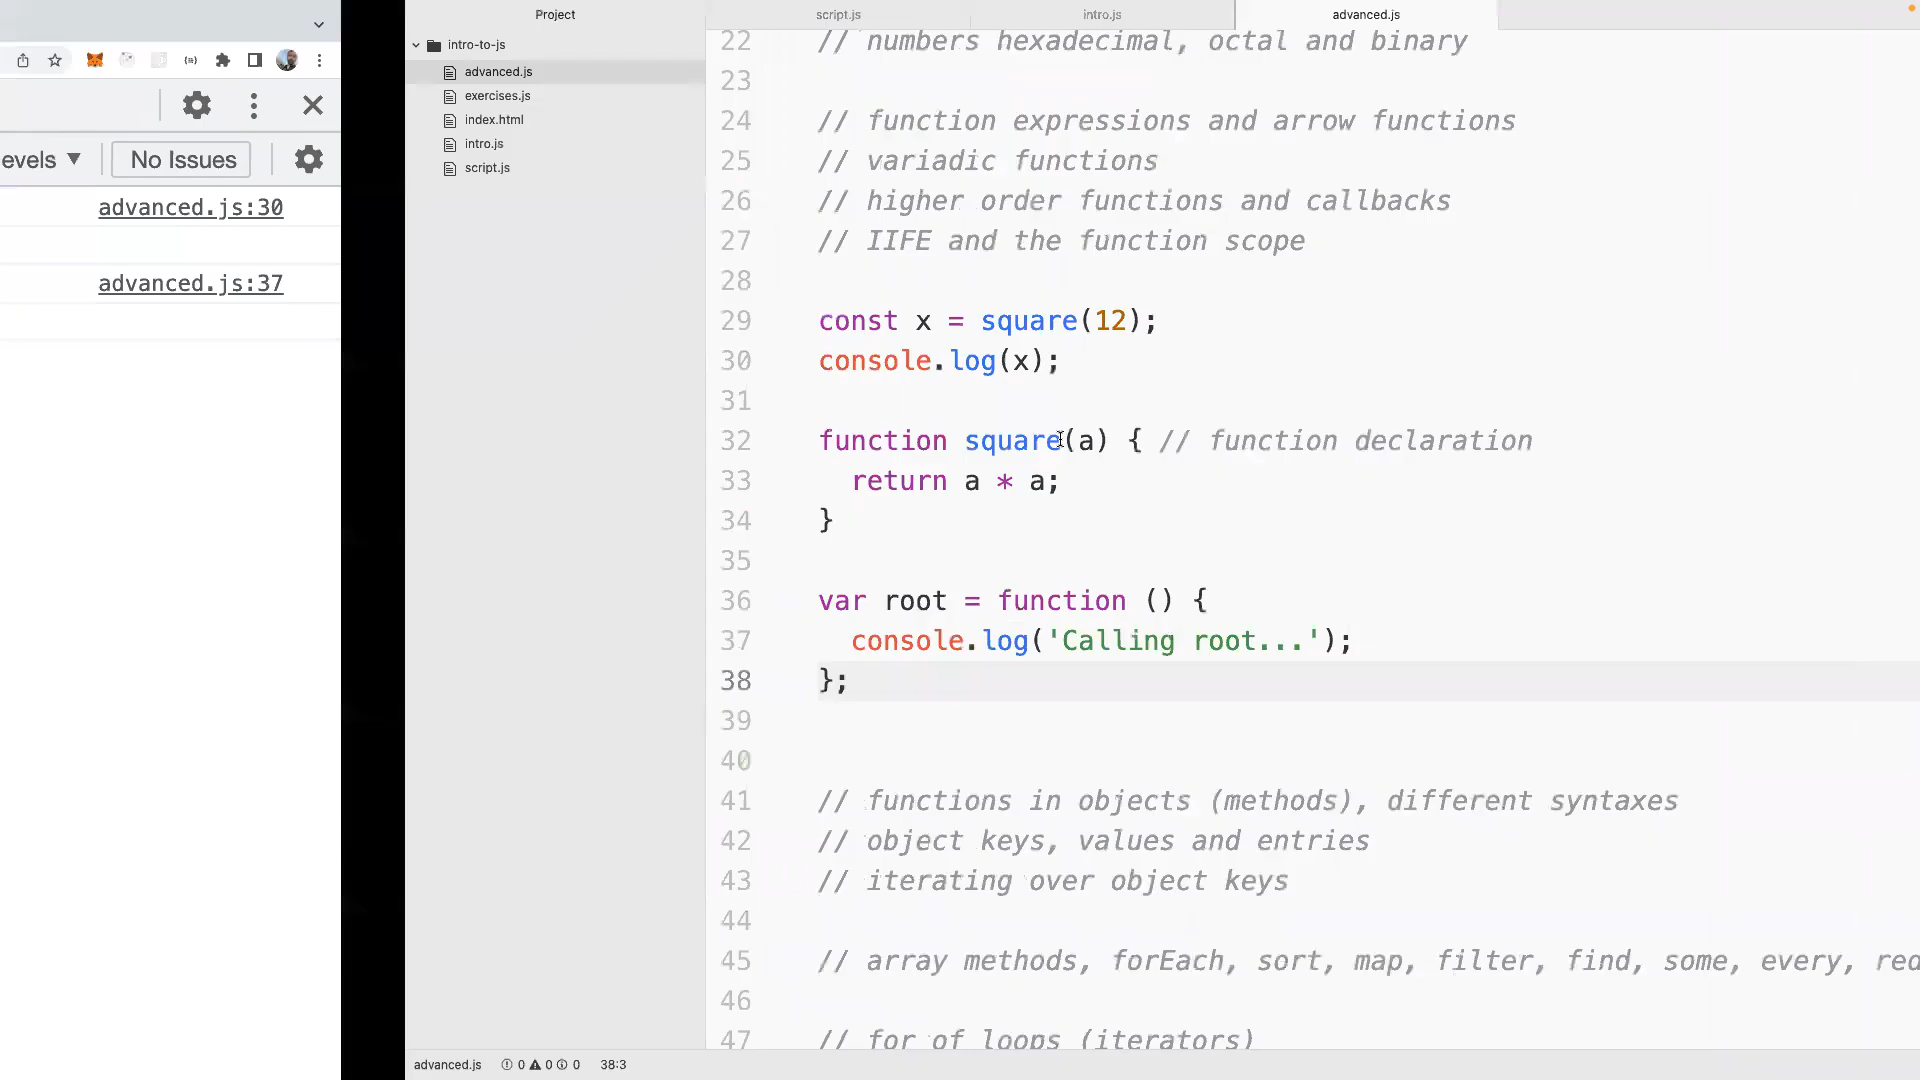 evels ▼
No Issues
advanced.js:30
advanced.js:37
Project
intro-to-js
advanced.js
exercises.js
index.html
intro.js
script.js
script.js
intro.js
advanced.js
22 // numbers hexadecimal, octal and binary
23
24 // function expressions and arrow functions
25 // variadic functions
26 // higher order functions and callbacks
27 // IIFE and the function scope
28
29 const x = square(12);
30 console.log(x);
31
32 function square(a) { // function declaration
33 return a * a;
34 }
35
36 var root = function () {
37 console.log('Calling root...');
38 };
39
40
41 // functions in objects (methods), different syntaxes
42 // object keys, values and entries
43 // iterating over object keys
44
45 // array methods, forEach, sort, map, filter, find, some, every, red
46
47 // for of loops (iterators)
advanced.js 0 0 0 38:3